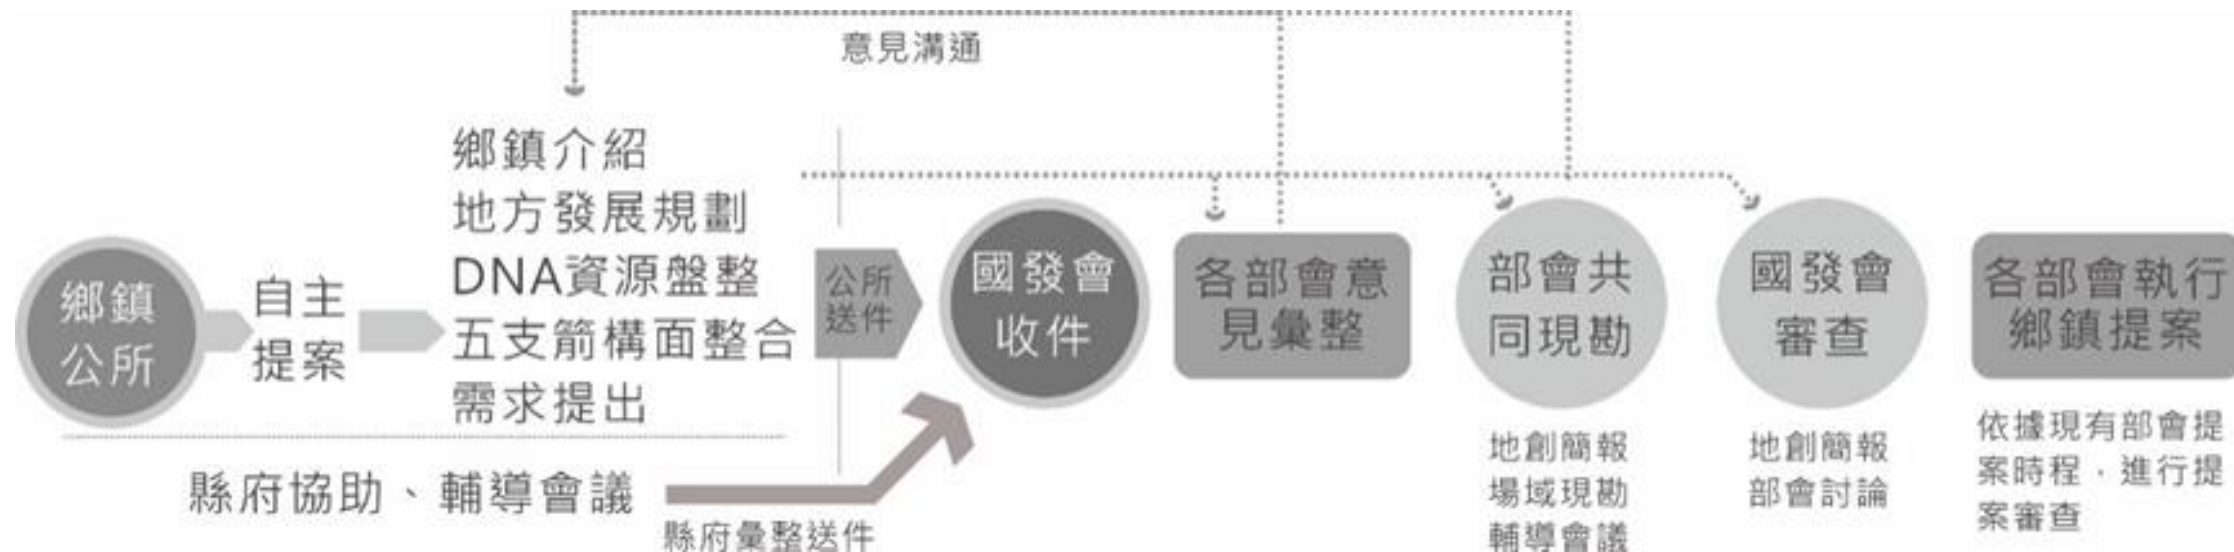 意見溝通
鄉鎮
公所
自主
提案
鄉鎮介紹
地方發展規劃
DNA資源盤整
五支箭構面整合
需求提出
公所
送件
國發會
收件
各部會意
見彙整
部會共
同現勘
國發會
審查
各部會執行
鄉鎮提案
縣府協助、輔導會議
縣府彙整送件
地創簡報
場域現勘
輔導會議
地創簡報
部會討論
依據現有部會提
案時程，進行提
案審查